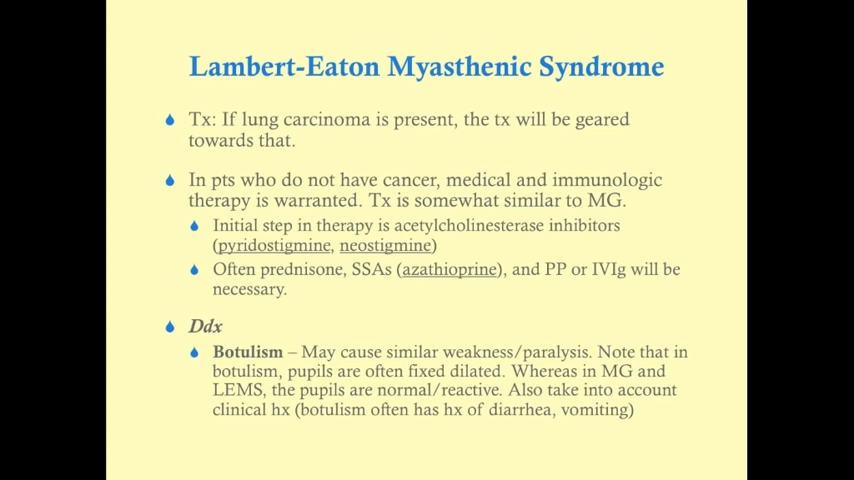 Lambert-Eaton Myasthenic Syndrome
Tx: If lung carcinoma is present, the tx will be geared
towards that.
In pts who do not have cancer, medical and immunologic
therapy is warranted. Tx is somewhat similar to MG.
Initial step in therapy is acetylcholinesterase inhibitors
(pyridostigmine, neostigmine)
Often prednisone, SSAs (azathioprine), and PP or IVIg will be
necessary.
Ddx
Botulism – May cause similar weakness/paralysis. Note that in
botulism, pupils are often fixed dilated. Whereas in MG and
LEMS, the pupils are normal/reactive. Also take into account
clinical hx (botulism often has hx of diarrhea, vomiting)